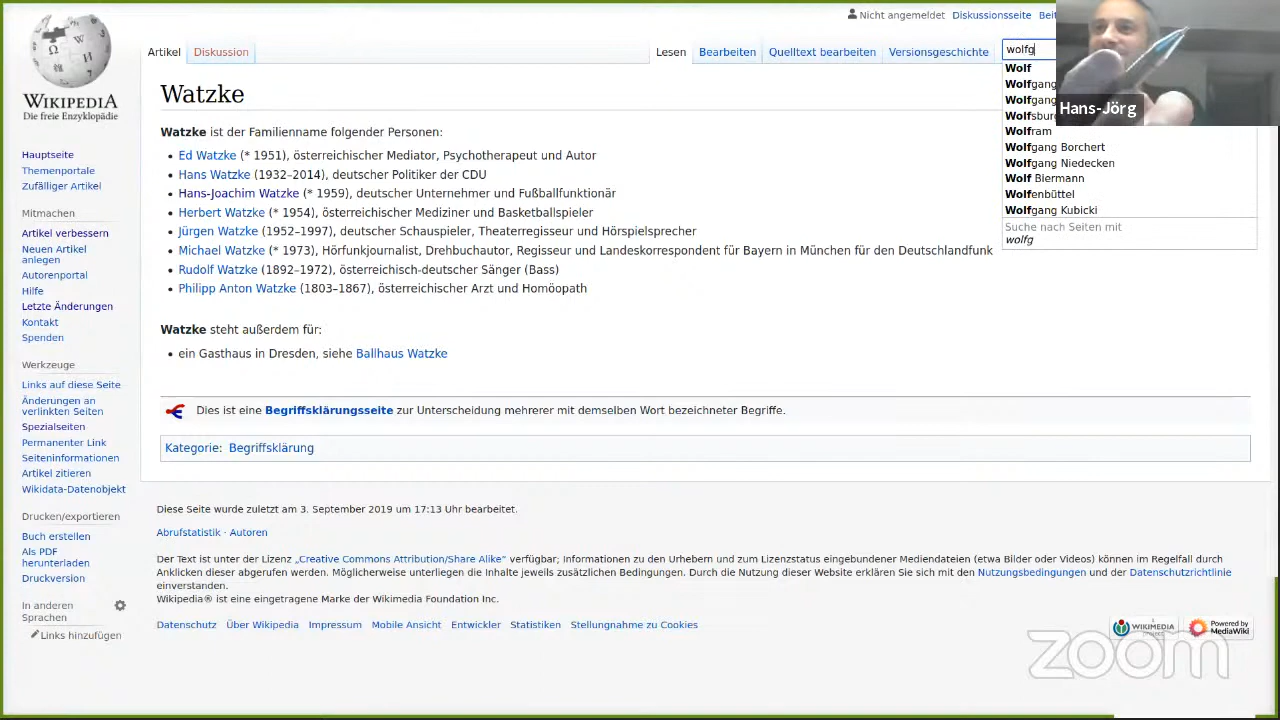 Nicht angemeldet Diskussionsseite Bei
WIKIPEDIA
Die freie Enzyklopädie
Artikel Diskussion Lesen Bearbeiten Quelltext bearbeiten Versionsgeschichte wolfg
Wolf
Wolfgang
Wolfgang
Wolfsbur
Wolfram
Wolfgang Borchert
Wolfgang Niedecken
Wolf Biermann
Wolfenbüttel
Wolfgang Kubicki
Suche nach Seiten mit
wolfg
Hans-Jörg
Hauptseite
Themenportale
Zufälliger Artikel
Mitmachen
Artikel verbessern
Neuen Artikel
anlegen
Autorenportal
Hilfe
Letzte Änderungen
Kontakt
Spenden
Werkzeuge
Links auf diese Seite
Änderungen an
verlinkten Seiten
Spezialseiten
Permanenter Link
Seiteninformationen
Artikel zitieren
Wikidata-Datenobjekt
Drucken/exportieren
Buch erstellen
Als PDF
herunterladen
Druckversion
In anderen
Sprachen
Links hinzufügen
Watzke
Watzke ist der Familienname folgender Personen:
• Ed Watzke (* 1951), österreichischer Mediator, Psychotherapeut und Autor
• Hans Watzke (1932–2014), deutscher Politiker der CDU
• Hans-Joachim Watzke (* 1959), deutscher Unternehmer und Fußballfunktionär
• Herbert Watzke (* 1954), österreichischer Mediziner und Basketballspieler
• Jürgen Watzke (1952–1997), deutscher Schauspieler, Theaterregisseur und Hörspielsprecher
• Michael Watzke (* 1973), Hörfunkjournalist, Drehbuchautor, Regisseur und Landeskorrespondent für Bayern in München für den Deutschlandfunk
• Rudolf Watzke (1892–1972), österreichisch-deutscher Sänger (Bass)
• Philipp Anton Watzke (1803–1867), österreichischer Arzt und Homöopath
Watzke steht außerdem für:
• ein Gasthaus in Dresden, siehe Ballhaus Watzke
Dies ist eine Begriffsklärungsseite zur Unterscheidung mehrerer mit demselben Wort bezeichneter Begriffe.
Kategorie: Begriffsklärung
Diese Seite wurde zuletzt am 3. September 2019 um 17:13 Uhr bearbeitet.
Abrufstatistik · Autoren
Der Text ist unter der Lizenz „Creative Commons Attribution/Share Alike“ verfügbar; Informationen zu den Urhebern und zum Lizenzstatus eingebundener Mediendateien (etwa Bilder oder Videos) können im Regelfall durch
Anklicken dieser abgerufen werden. Möglicherweise unterliegen die Inhalte jeweils zusätzlichen Bedingungen. Durch die Nutzung dieser Website erklären Sie sich mit den Nutzungsbedingungen und der Datenschutzrichtlinie
einverstanden.
Wikipedia® ist eine eingetragene Marke der Wikimedia Foundation Inc.
Datenschutz Über Wikipedia Impressum Mobile Ansicht Entwickler Statistiken Stellungnahme zu Cookies
A
WIKIMEDIA
project
Powered by
MediaWiki
zoom